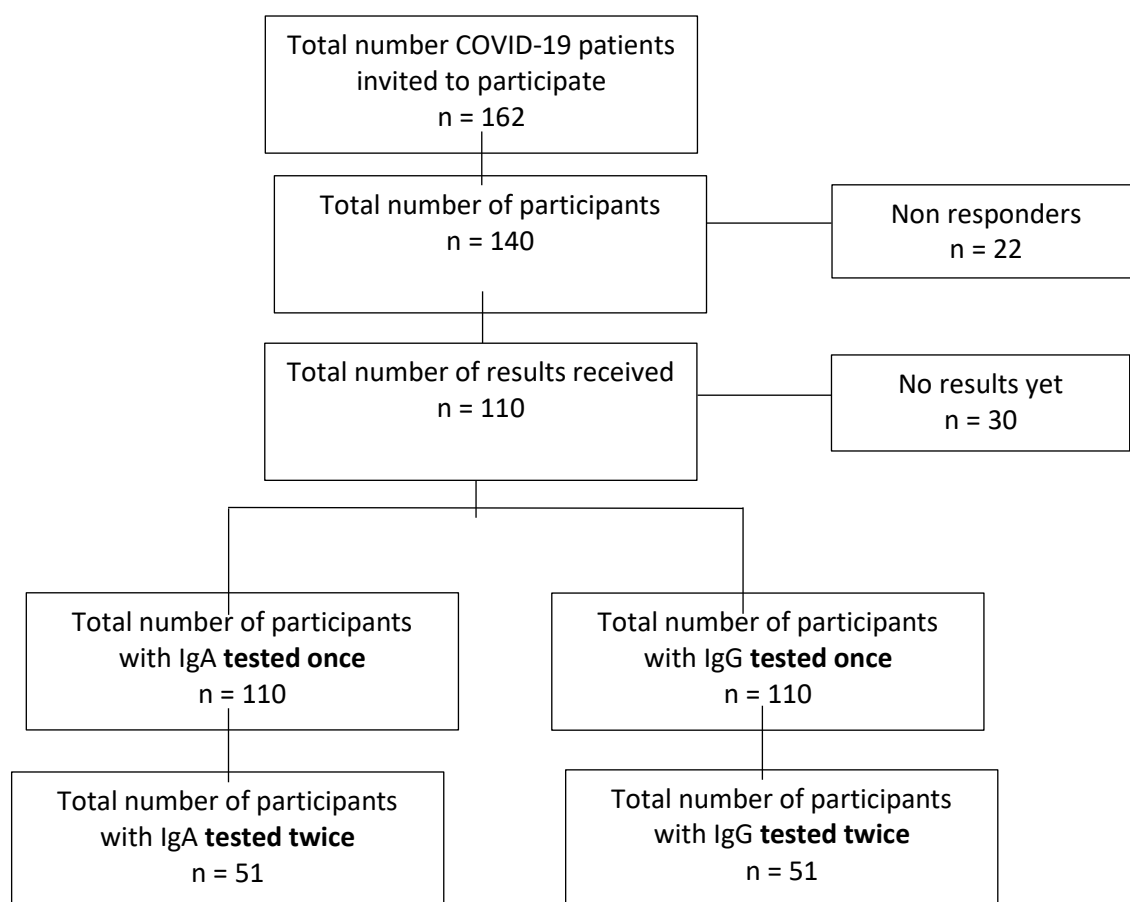 Total number COVID-19 patients
invited to participate
n = 162
Total number of participants
n = 140
Non responders
n = 22
Total number of results received
n = 110
No results yet
n = 30
Total number of participants
with IgA tested once
n = 110
Total number of participants
with IgG tested once
n = 110
Total number of participants
with IgA tested twice
n = 51
Total number of participants
with IgG tested twice
n = 51